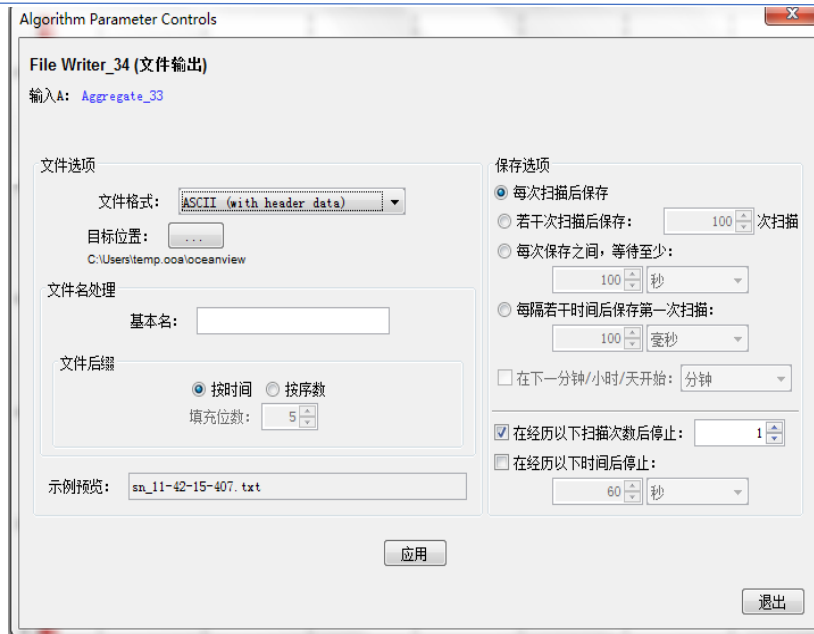 Algorithm Parameter Controls
File Writer_34 (文件输出)
输入A: Aggregate_33
文件选项
文件格式: ASCII (with header data)
目标位置: ...
C:\Users\temp.ooa\oceanview
文件名处理
基本名:
文件后缀
按时间 按序数
填充位数: 5
示例预览: sn_11-42-15-407.txt
保存选项
每次扫描后保存
若干次扫描后保存: 100 次扫描
每次保存之间, 等待至少:
100 秒
每隔若干时间后保存第一次扫描:
100 毫秒
在下一分钟/小时/天开始: 分钟
在经历以下扫描次数后停止: 1
在经历以下时间后停止:
60 秒
应用
退出